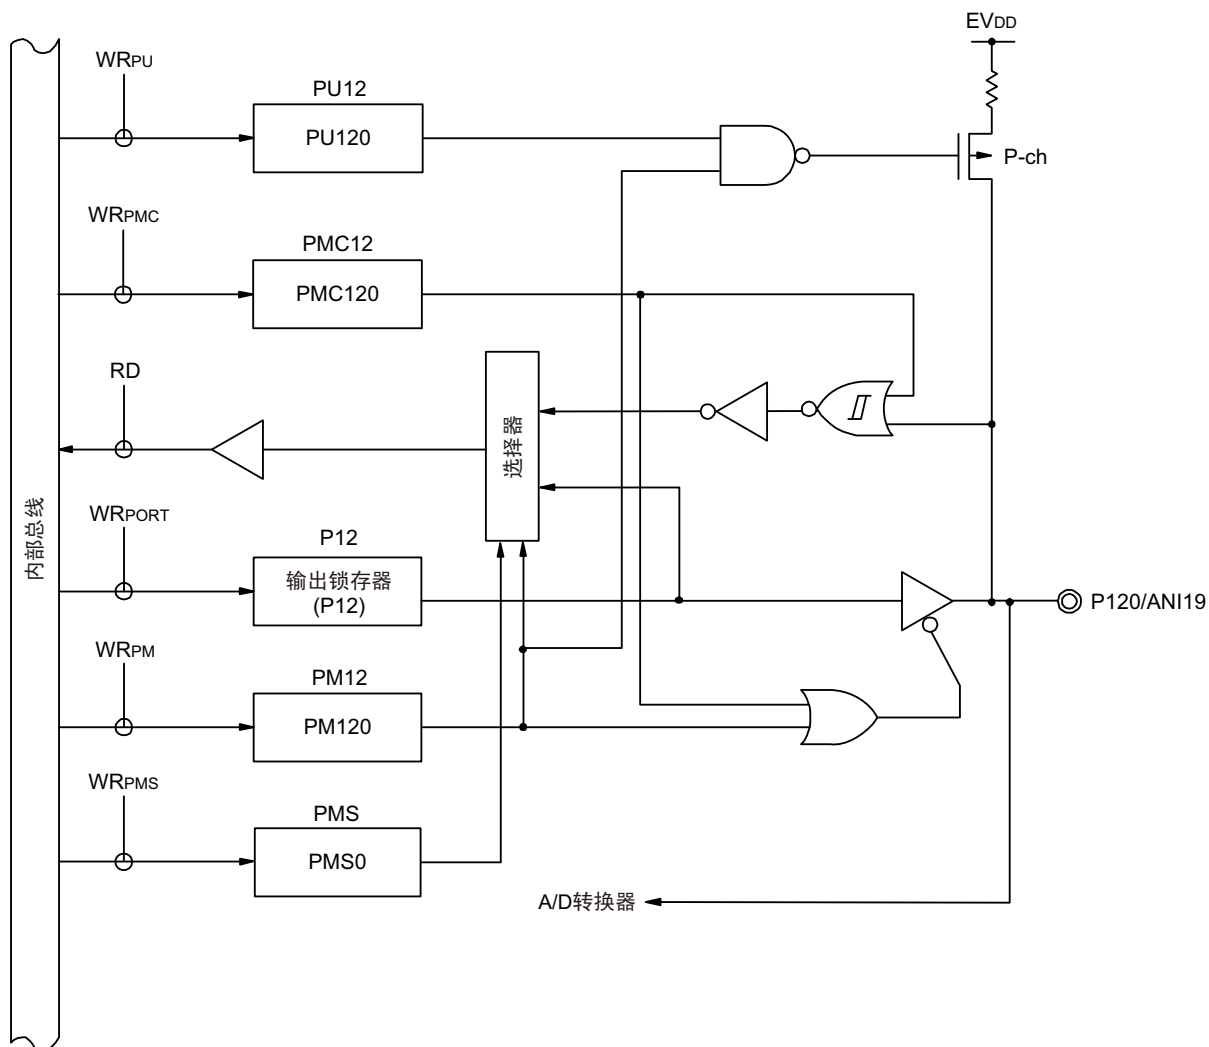 EVDD
WRPU
PU12
PU120
P-ch
WRPMC
PMC12
PMC120
RD
选择器
内部总线
WRPORT
P12
输出锁存器
(P12)
P120/ANI19
WRPM
PM12
PM120
WRPMS
PMS
PMS0
A/D转换器